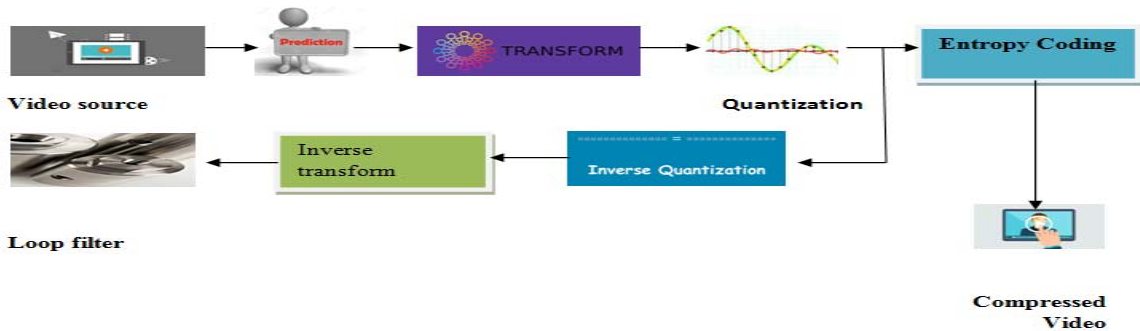 Prediction
TRANSFORM
Entropy Coding
Video source
Quantization
Inverse
transform
Inverse Quantization
Loop filter
Compressed
Video